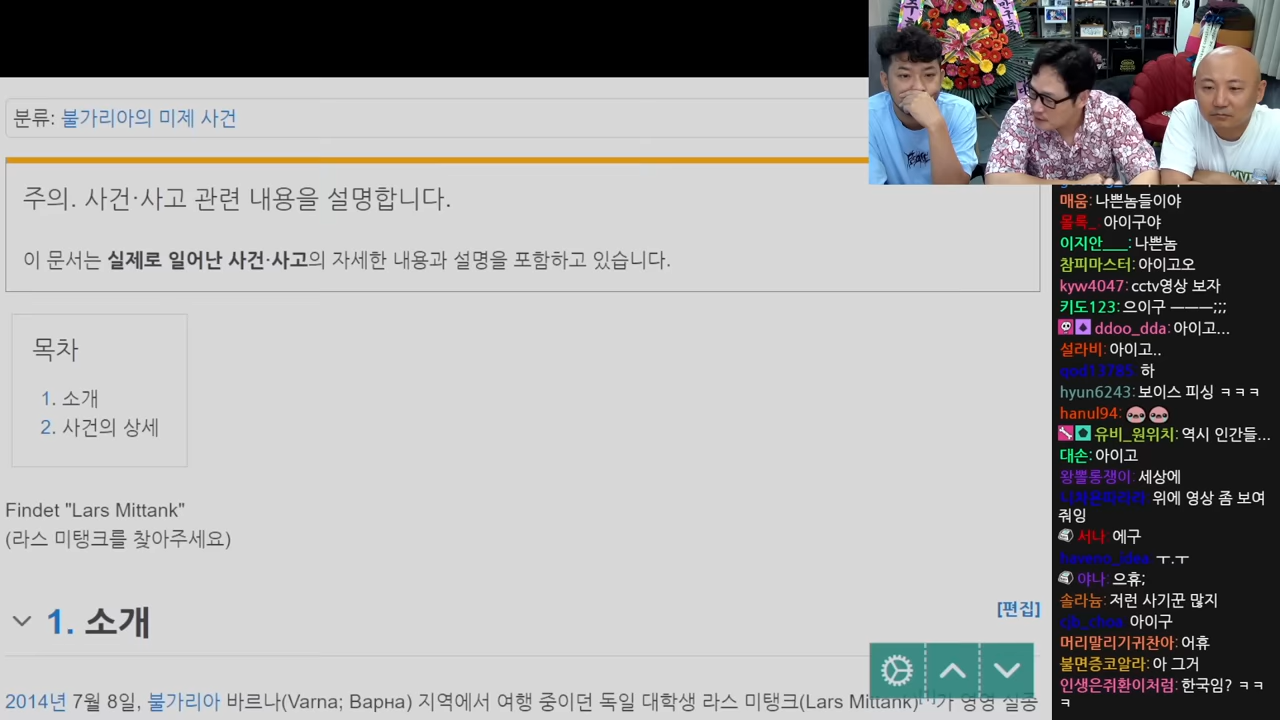 분류: 불가리아의 미제 사건
주의. 사건·사고 관련 내용을 설명합니다.
이 문서는 실제로 일어난 사건·사고의 자세한 내용과 설명을 포함하고 있습니다.
목차
1. 소개
2. 사건의 상세
Findet "Lars Mittank"
(라스 미탱크를 찾아주세요)
1. 소개
[편집]
2014년 7월 8일, 불가리아 바르나(Varna; Варна) 지역에서 여행 중이던 독일 대학생 라스 미탱크(Lars Mittank)[1]가 영영 실종
매움: 나쁜놈들이야
몰록_: 아이구야
이지안___: 나쁜놈
참피마스터: 아이고오
kyw4047: cctv영상 보자
키도123: 으이구 ㅡㅡㅡ;;;
ddoo_dda: 아이고...
설라비: 아이고..
qod13785: 하
hyun6243: 보이스 피싱 ㅋㅋㅋ
hanul94:
유비_원위치: 역시 인간들...
대손: 아이고
왕뽈롱쟁이: 세상에
위에 영상 좀 보여
줘잉
서나: 에구
haveno_idea: ㅜ.ㅜ
야나: 으휴;
솔라늄: 저런 사기꾼 많지
아이구
머리말리기귀찬아: 어휴
불면증코알라: 아 그거
인생은쥐환이처럼: 한국임? ㅋㅋ
ㅋ